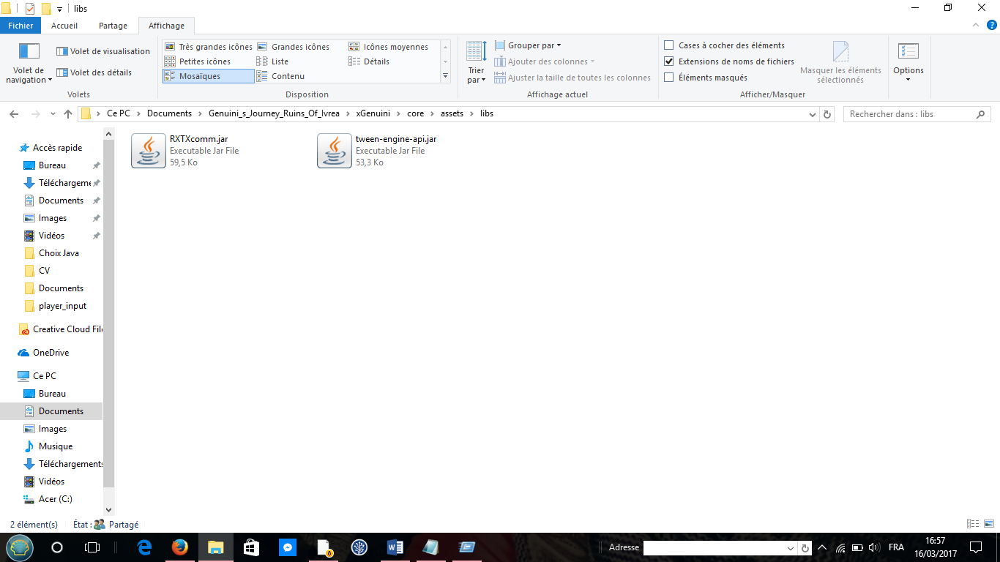 libs
Fichier Accueil Partage Affichage
Volet de navigation
Volet de visualisation
Volet des détails
Volets
Très grandes icônes Grandes icônes Icônes moyennes
Petites icônes Liste Détails
Mosaïques Contenu
Disposition
Trier par
Grouper par
Ajouter des colonnes
Ajuster la taille de toutes les colonnes
Affichage actuel
Cases à cocher des éléments
Extensions de noms de fichiers
Éléments masqués
Masquer les éléments sélectionnés
Afficher/Masquer
Options
Ce PC Documents Genuini_s_Journey_Ruins_Of_Ivrea xGenuini core assets libs
Rechercher dans : libs
Accès rapide
Bureau
Téléchargeme
Documents
Images
Vidéos
Choix Java
CV
Documents
player_input
Creative Cloud File
OneDrive
Ce PC
Bureau
Documents
Images
Musique
Téléchargements
Vidéos
Acer (C:)
RXTXcomm.jar
Executable Jar File
59,5 Ko
tween-engine-api.jar
Executable Jar File
53,3 Ko
2 élément(s) État : Partagé
8
Adresse
FRA
16:57
16/03/2017